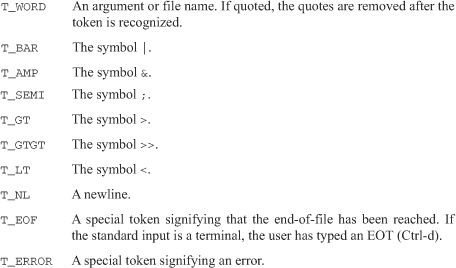 T_WORD An argument or file name. If quoted, the quotes are removed after the
token is recognized.
T_BAR The symbol |.
T_AMP The symbol &.
T_SEMI The symbol ;.
T_GT The symbol >.
T_GTGT The symbol >>.
T_LT The symbol <.
T_NL A newline.
T_EOF A special token signifying that the end-of-file has been reached. If
the standard input is a terminal, the user has typed an EOT (Ctrl-d).
T_ERROR A special token signifying an error.